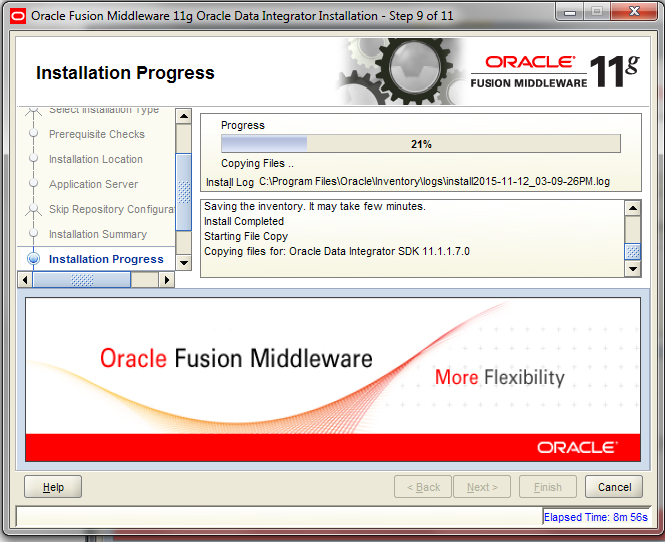 Oracle Fusion Middleware 11g Oracle Data Integrator Installation - Step 9 of 11
Installation Progress
ORACLE
FUSION MIDDLEWARE 11g
Select Installation Type
Prerequisite Checks
Installation Location
Application Server
Skip Repository Configura
Installation Summary
Installation Progress
Progress
21%
Copying Files ..
Install Log C:\Program Files\Oracle\Inventory\logs\install2015-11-12_03-09-26PM.log
Saving the inventory. It may take few minutes.
Install Completed
Starting File Copy
Copying files for: Oracle Data Integrator SDK 11.1.1.7.0
Oracle Fusion Middleware
More Flexibility
ORACLE
Help
< Back
Next >
Finish
Cancel
Elapsed Time: 8m 56s